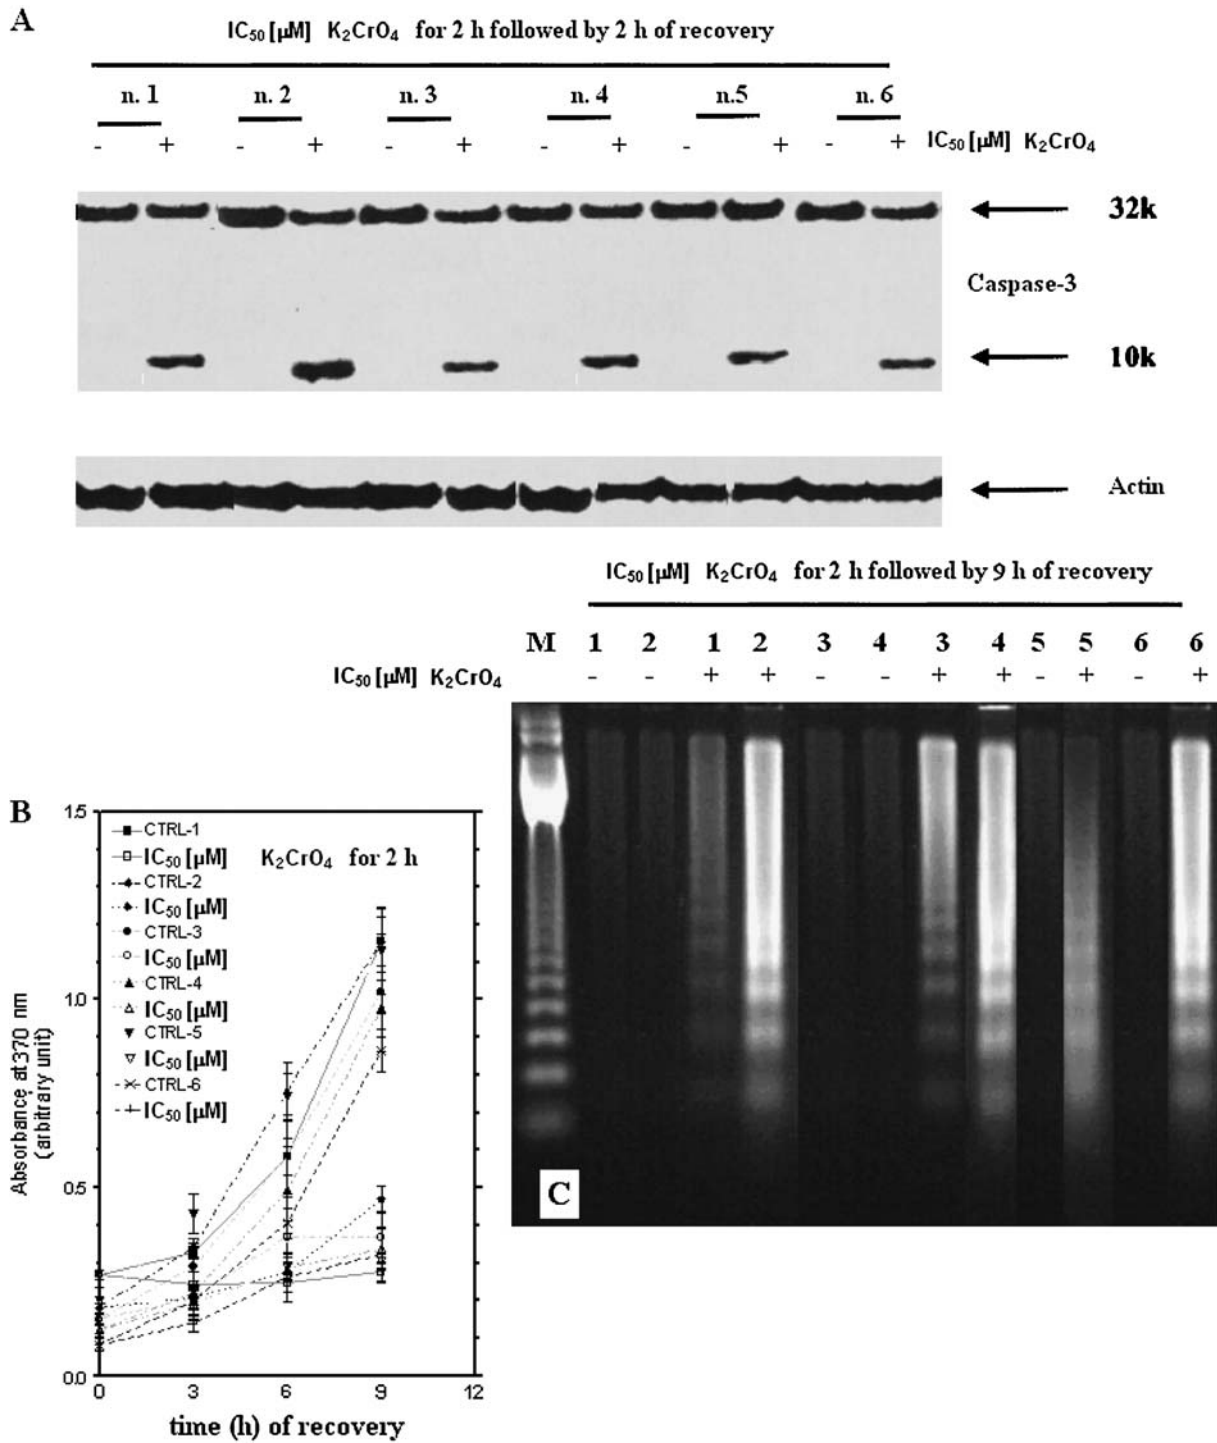 A
IC₅₀ [µM] K₂CrO₄ for 2 h followed by 2 h of recovery
n. 1 n. 2 n. 3 n. 4 n.5 n. 6
- + - + - + - + - + - + IC₅₀ [µM] K₂CrO₄
32k
Caspase-3
10k
Actin
IC₅₀ [µM] K₂CrO₄ for 2 h followed by 9 h of recovery
M 1 2 1 2 3 4 3 4 5 5 6 6
IC₅₀ [µM] K₂CrO₄ - - + + - - + + - + - +
C
B
1.5
1.0
0.5
0.0
0 3 6 9 12
Absorbance at 370 nm
(arbitrary unit)
time (h) of recovery
K₂CrO₄ for 2 h
CTRL-1
IC₅₀ [µM]
CTRL-2
IC₅₀ [µM]
CTRL-3
IC₅₀ [µM]
CTRL-4
IC₅₀ [µM]
CTRL-5
IC₅₀ [µM]
CTRL-6
IC₅₀ [µM]